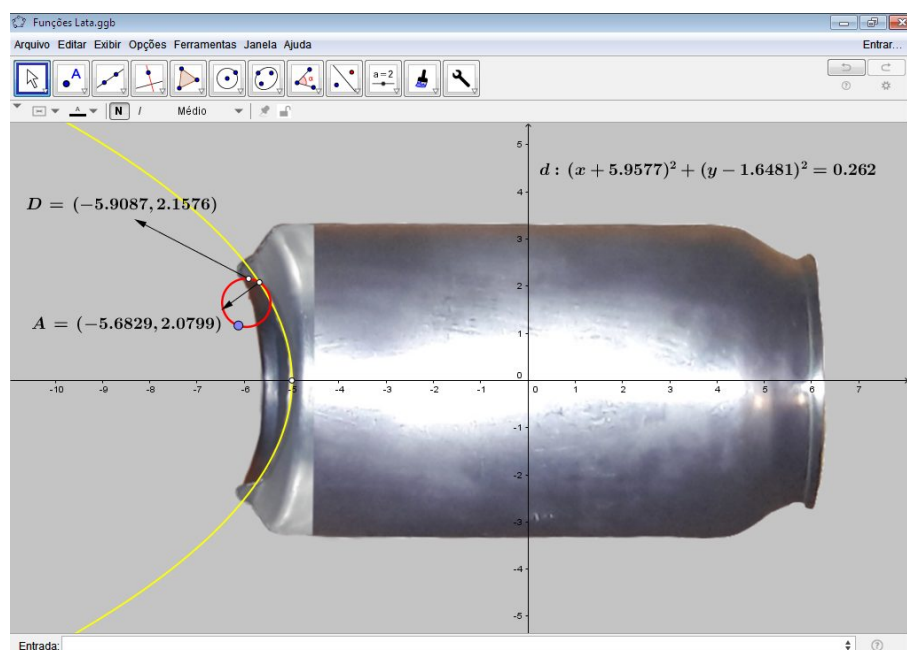 Funções Lata.ggb
Arquivo Editar Exibir Opções Ferramentas Janela Ajuda Entrar...
A α a=2
A N I Médio
d : (x + 5.9577)² + (y − 1.6481)² = 0.262
D = (−5.9087, 2.1576)
A = (−5.6829, 2.0799)
5
4
3
2
1
0
-10 -9 -8 -7 -6 -5 -4 -3 -2 -1 0 1 2 3 4 5 6 7
-1
-2
-3
-4
-5
Entrada: